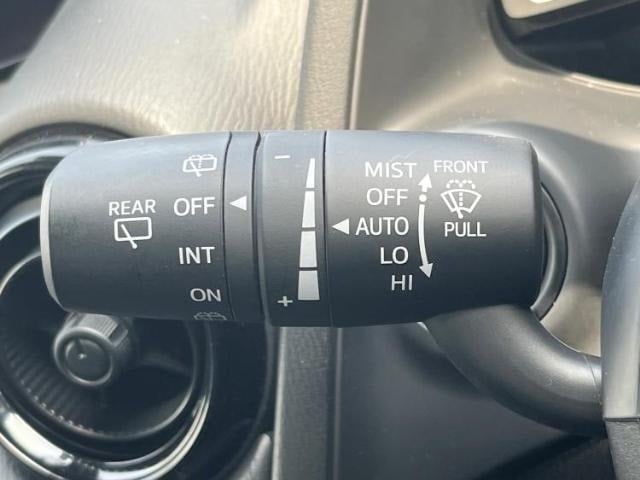 REAR
OFF
INT
ON
−
+
MIST
OFF
AUTO
LO
HI
FRONT
PULL